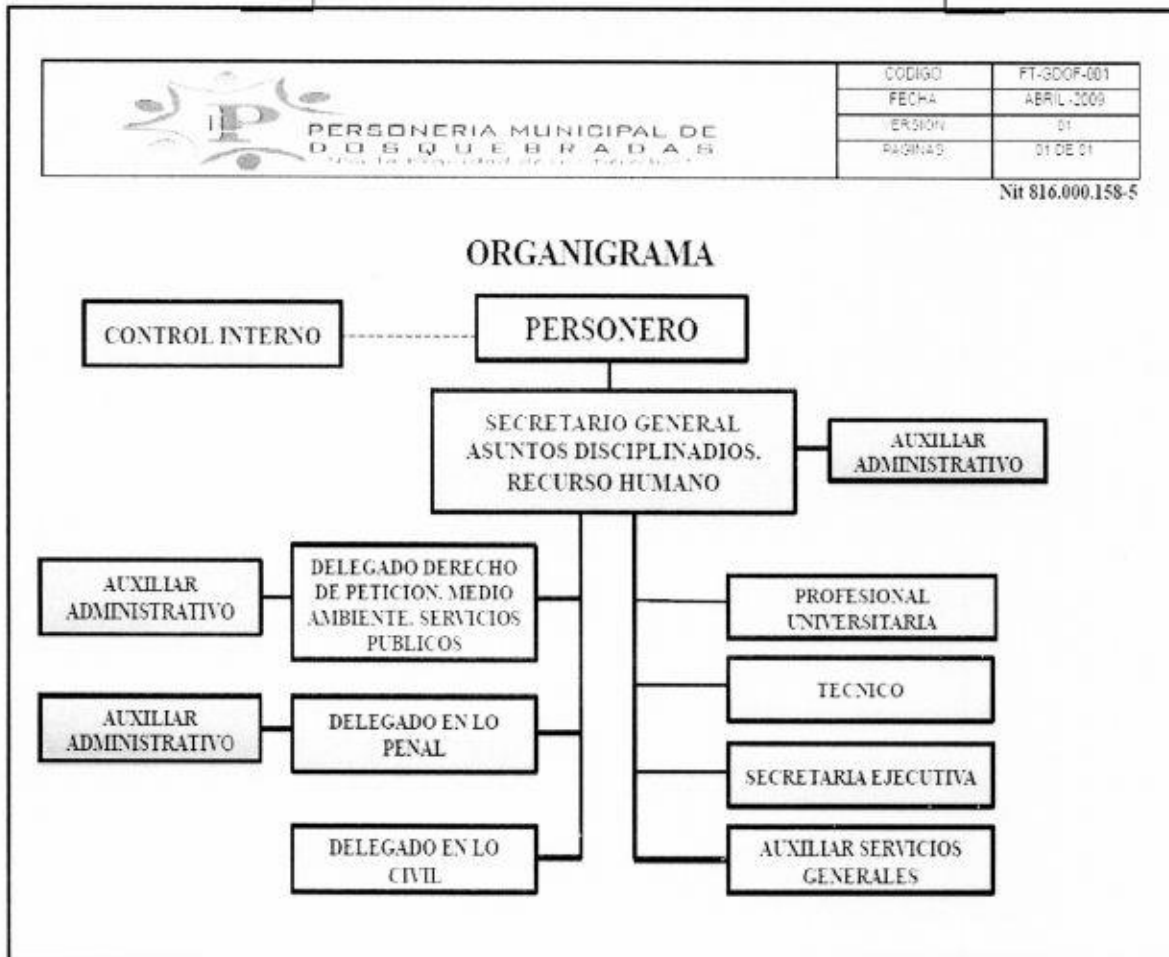 PERSONERIA MUNICIPAL DE
DOSQUEBRADAS
CODIGO FT-GDOF-001
FECHA ABRIL -2009
VERSION 01
PAGINAS 01 DE 01
Nit 816.000.158-5
ORGANIGRAMA
CONTROL INTERNO
PERSONERO
SECRETARIO GENERAL
ASUNTOS DISCIPLINADIOS.
RECURSO HUMANO
AUXILIAR
ADMINISTRATIVO
AUXILIAR
ADMINISTRATIVO
DELEGADO DERECHO
DE PETICION. MEDIO
AMBIENTE. SERVICIOS
PUBLICOS
PROFESIONAL
UNIVERSITARIA
AUXILIAR
ADMINISTRATIVO
DELEGADO EN LO
PENAL
TECNICO
SECRETARIA EJECUTIVA
DELEGADO EN LO
CIVIL
AUXILIAR SERVICIOS
GENERALES